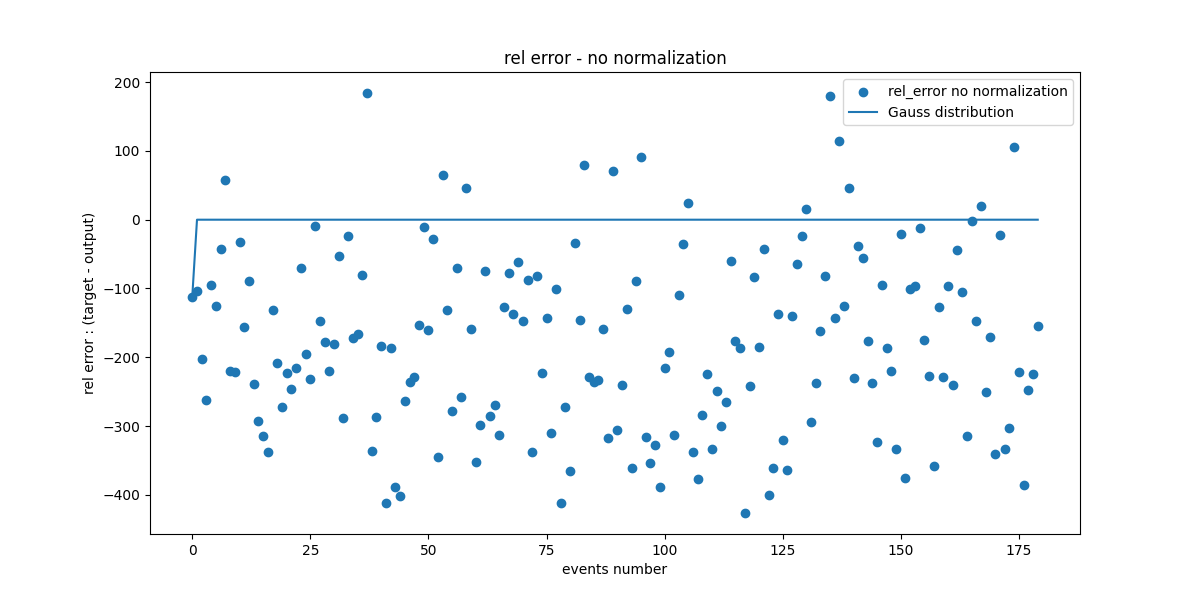 rel error - no normalization
rel_error no normalization
Gauss distribution
200
100
0
−100
−200
−300
−400
rel error : (target - output)
0 25 50 75 100 125 150 175
events number